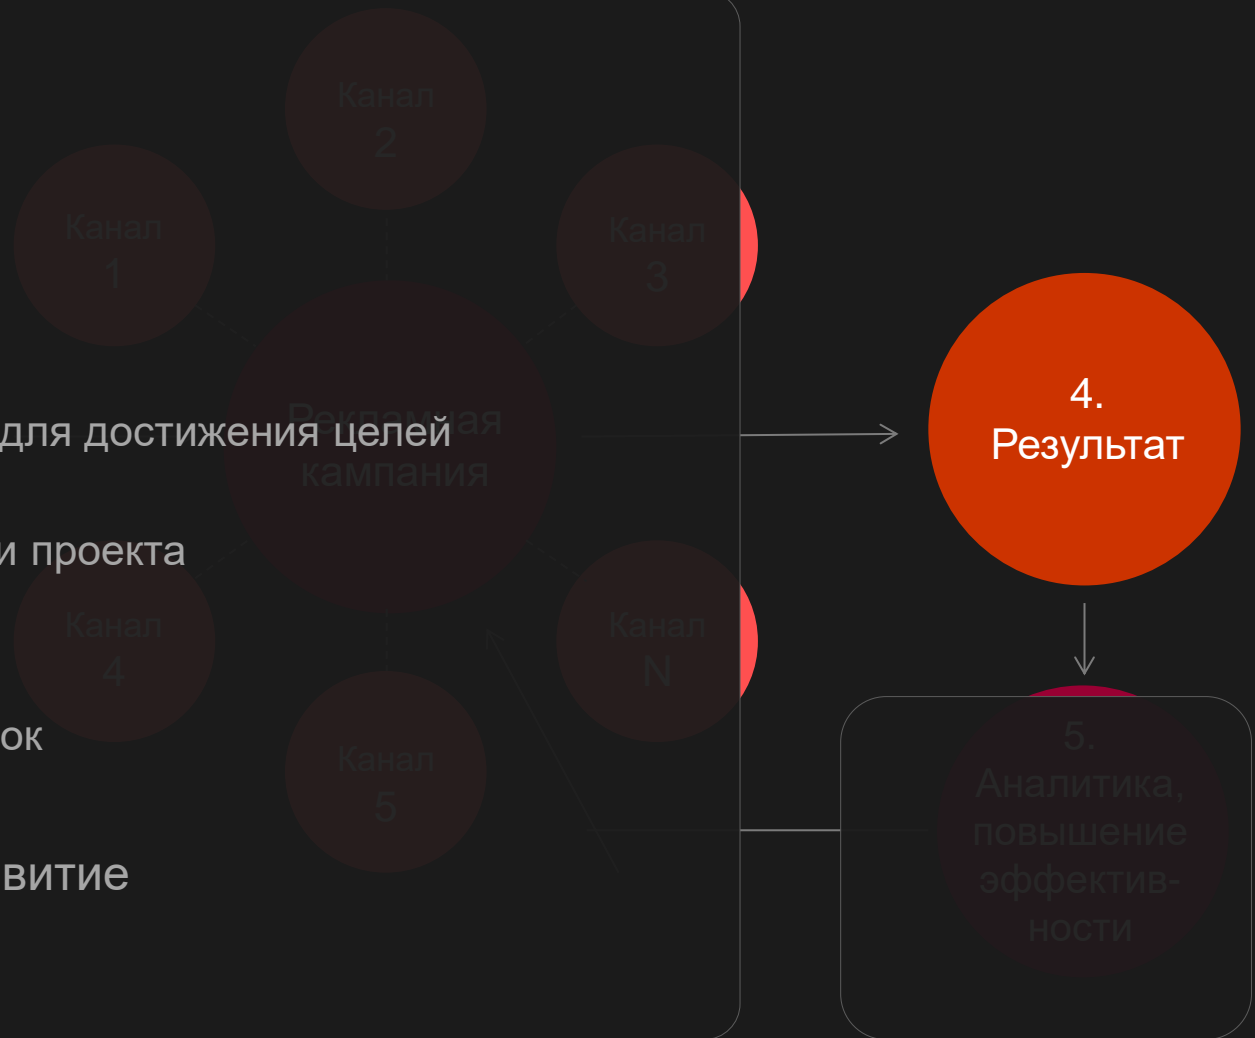 Канал
2
Канал
1
Канал
3
Рекламная
кампания
для достижения целей
4.
Результат
и проекта
Канал
4
Канал
N
ок
Канал
5
витие
5.
Аналитика,
повышение
эффектив-
ности